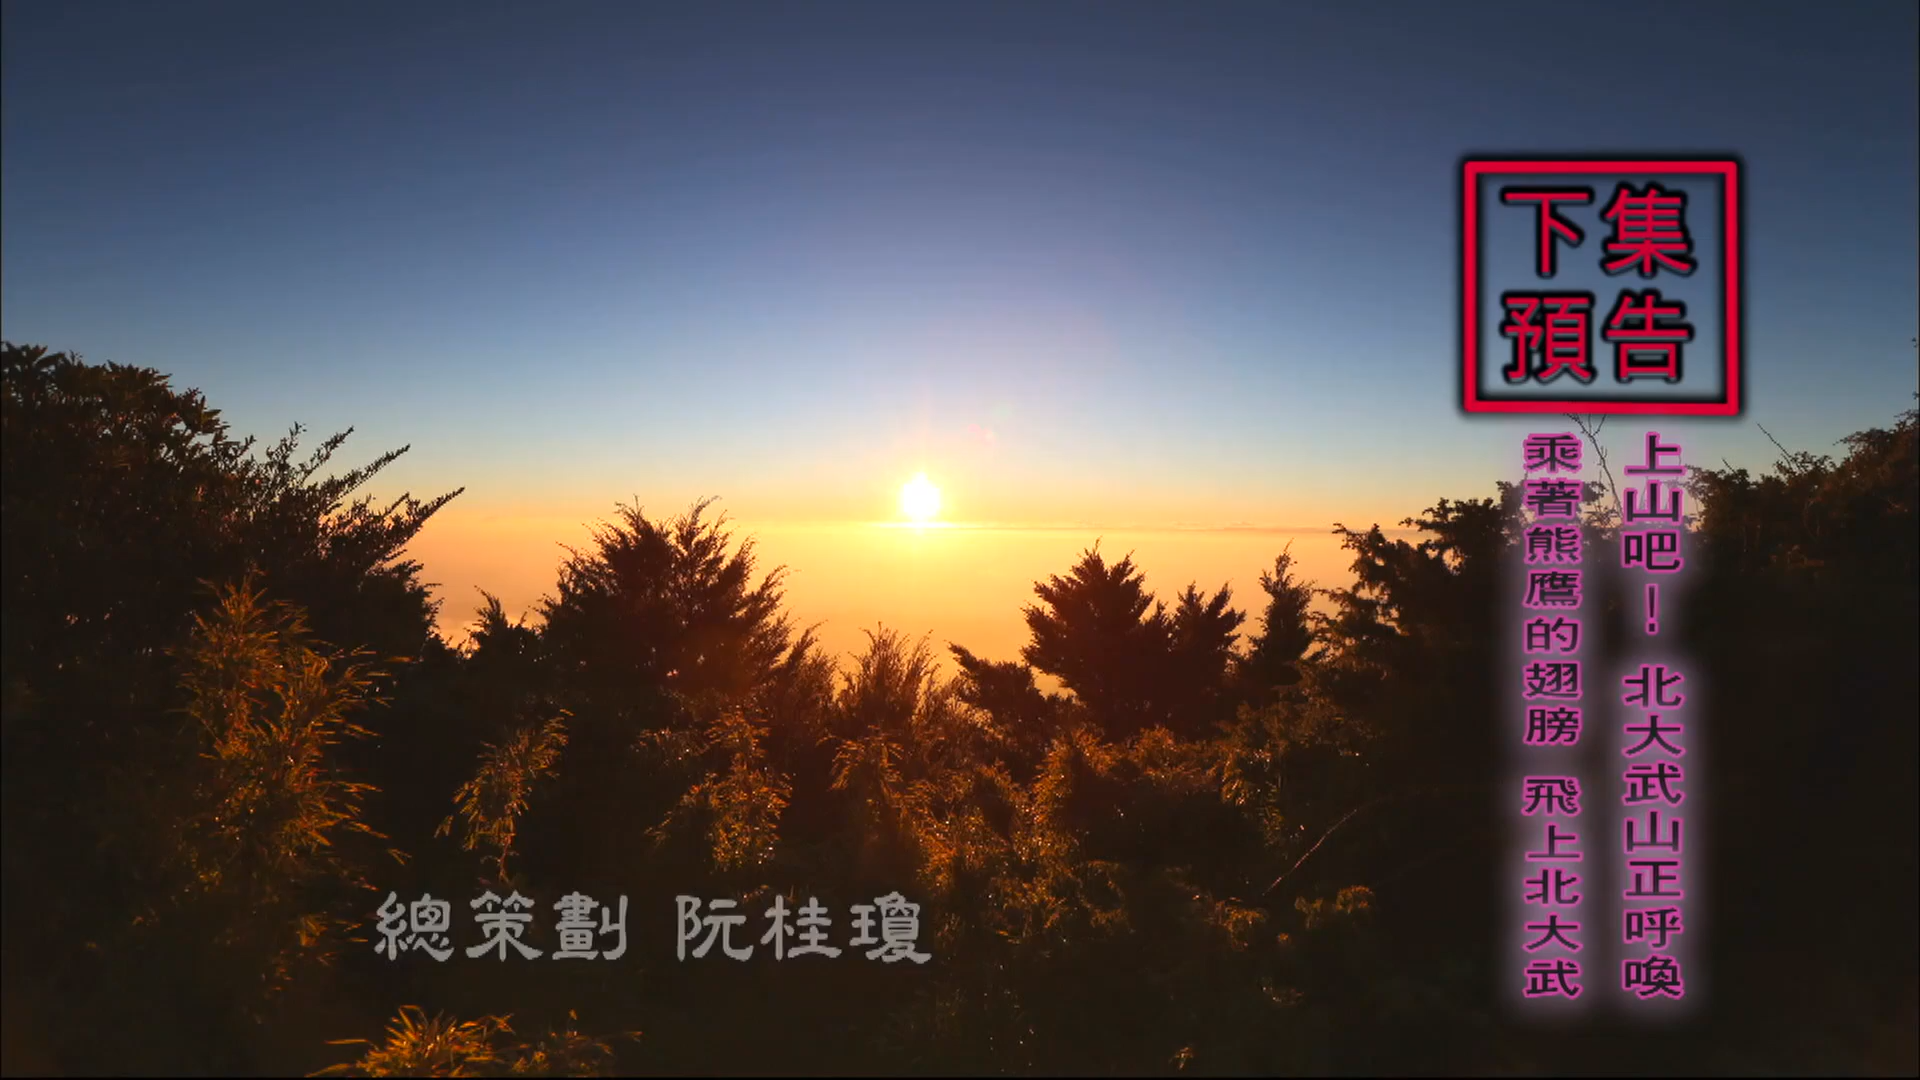 下集
預告
上山吧！ 北大武山正呼喚
乘著熊鷹的翅膀 飛上北大武
總策劃 阮桂瓊